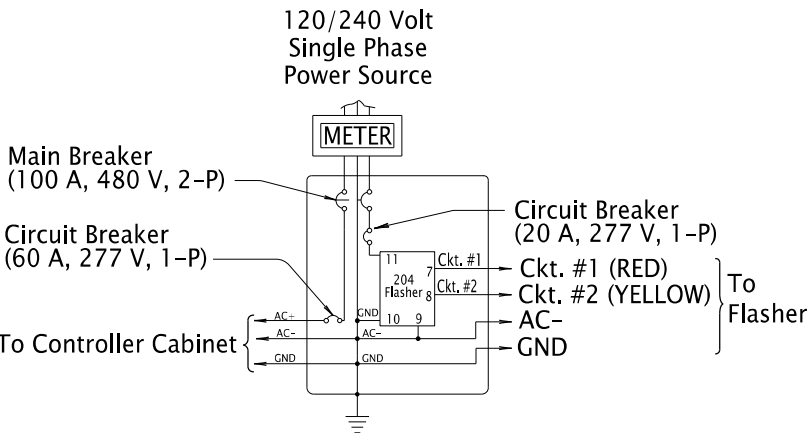 120/240 Volt
Single Phase
Power Source
METER
Main Breaker
(100 A, 480 V, 2-P)
Circuit Breaker
(20 A, 277 V, 1-P)
Circuit Breaker
(60 A, 277 V, 1-P)
11
7
204
Flasher
8
10
9
Ckt. #1
Ckt. #2
Ckt. #1 (RED)
Ckt. #2 (YELLOW)
AC-
GND
To
Flasher
GND
AC+
AC-
AC-
GND
GND
To Controller Cabinet